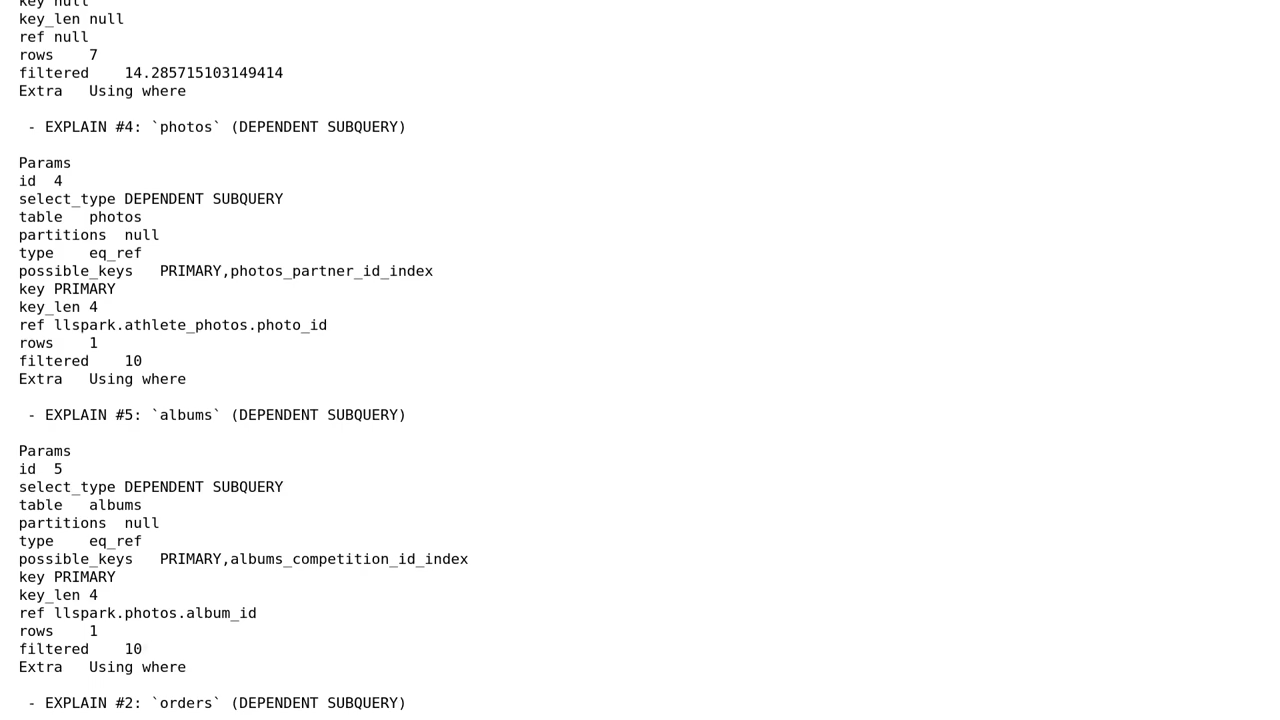 key null
key_len null
ref null
rows    7
filtered    14.285715103149414
Extra   Using where
 - EXPLAIN #4: `photos` (DEPENDENT SUBQUERY)
Params
id  4
select_type DEPENDENT SUBQUERY
table   photos
partitions  null
type    eq_ref
possible_keys   PRIMARY,photos_partner_id_index
key PRIMARY
key_len 4
ref llspark.athlete_photos.photo_id
rows    1
filtered    10
Extra   Using where
 - EXPLAIN #5: `albums` (DEPENDENT SUBQUERY)
Params
id  5
select_type DEPENDENT SUBQUERY
table   albums
partitions  null
type    eq_ref
possible_keys   PRIMARY,albums_competition_id_index
key PRIMARY
key_len 4
ref llspark.photos.album_id
rows    1
filtered    10
Extra   Using where
 - EXPLAIN #2: `orders` (DEPENDENT SUBQUERY)